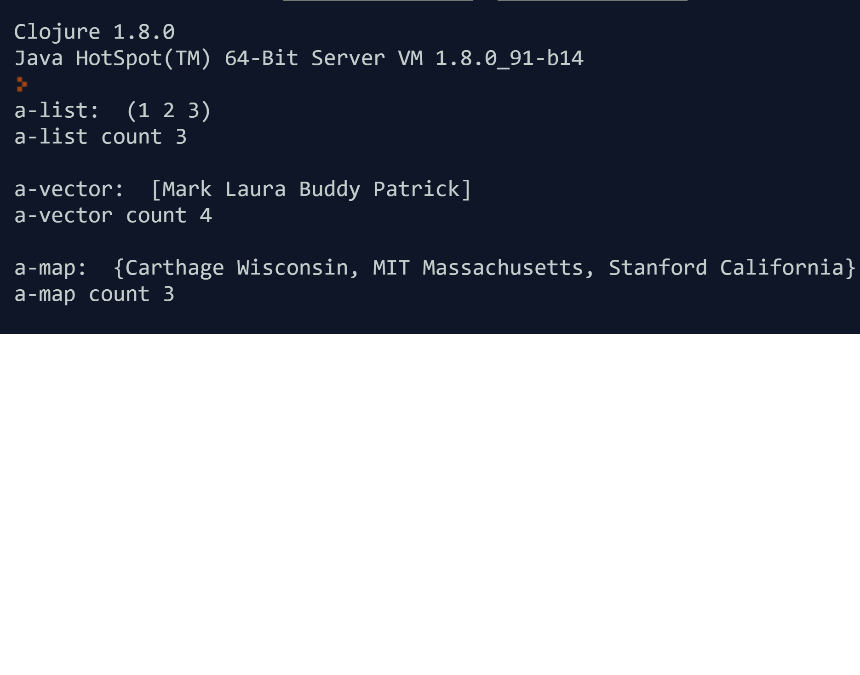 Clojure 1.8.0
Java HotSpot(TM) 64-Bit Server VM 1.8.0_91-b14
>
a-list:  (1 2 3)
a-list count 3
a-vector:  [Mark Laura Buddy Patrick]
a-vector count 4
a-map:  {Carthage Wisconsin, MIT Massachusetts, Stanford California}
a-map count 3